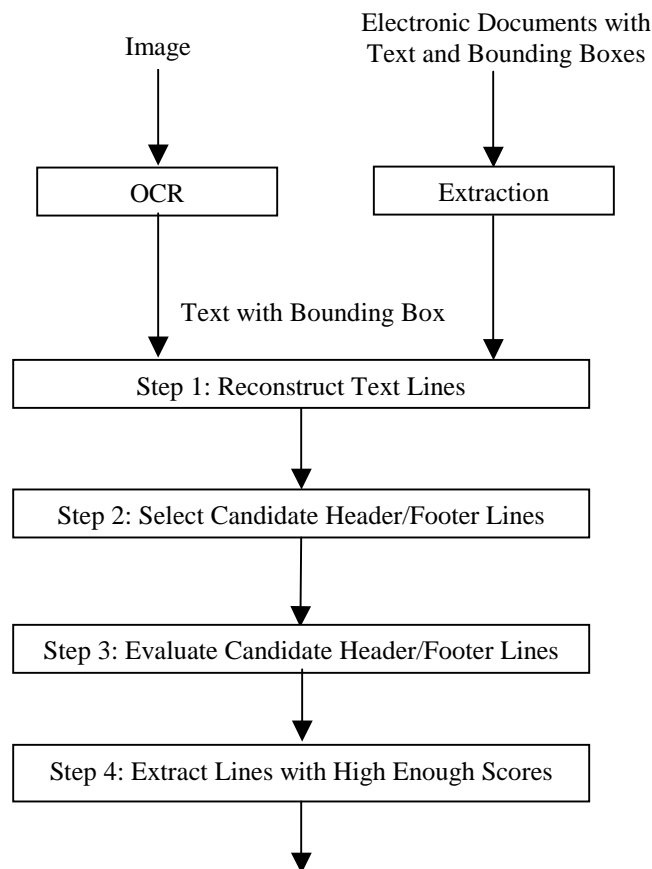 Image
Electronic Documents with
Text and Bounding Boxes
OCR
Extraction
Text with Bounding Box
Step 1: Reconstruct Text Lines
Step 2: Select Candidate Header/Footer Lines
Step 3: Evaluate Candidate Header/Footer Lines
Step 4: Extract Lines with High Enough Scores